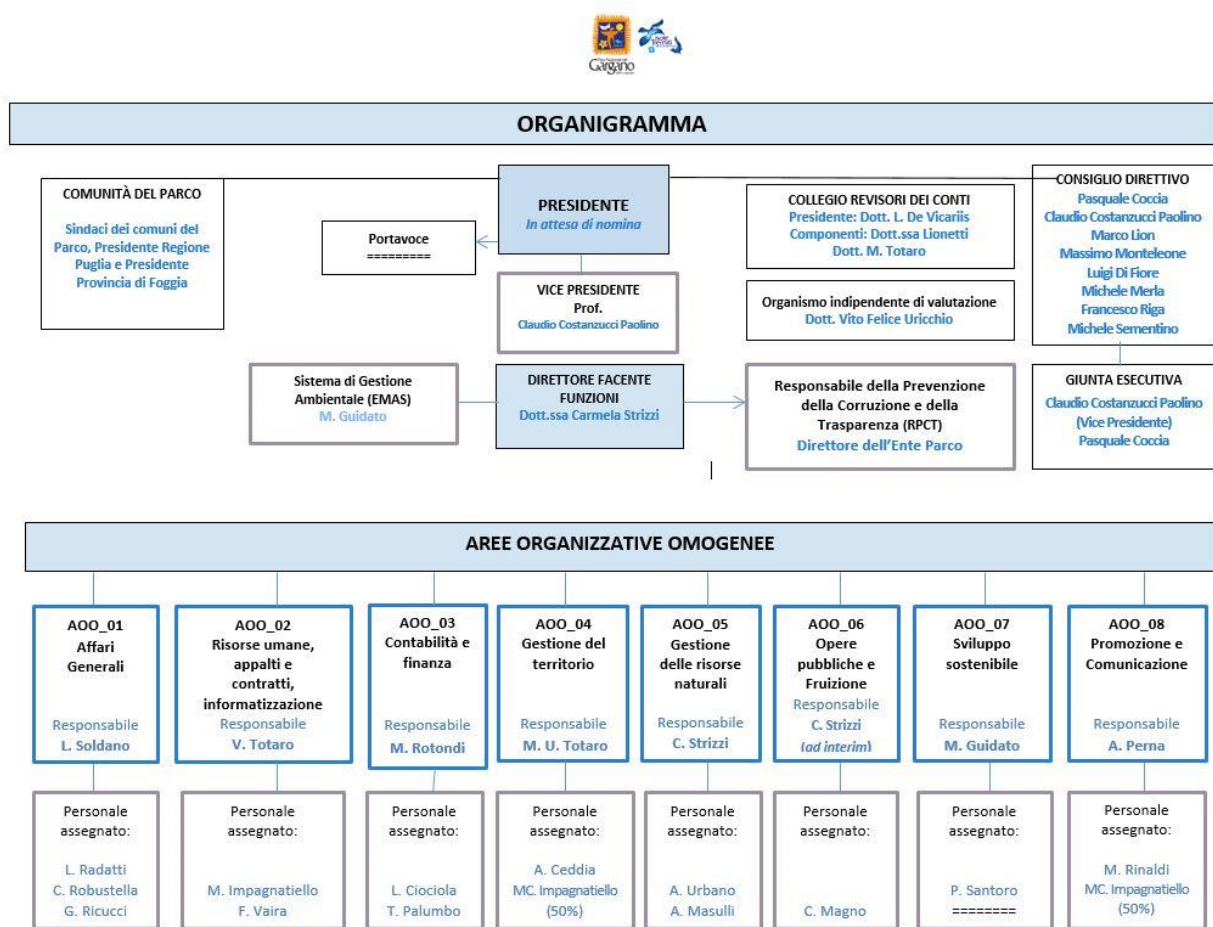 Gargano
ORGANIGRAMMA
COMUNITÀ DEL PARCO
Sindaci dei comuni del
Parco, Presidente Regione
Puglia e Presidente
Provincia di Foggia
Portavoce
=========
PRESIDENTE
In attesa di nomina
VICE PRESIDENTE
Prof.
Claudio Costanzucci Paolino
COLLEGIO REVISORI DEI CONTI
Presidente: Dott. L. De Vicariis
Componenti: Dott.ssa Lionetti
Dott. M. Totaro
Organismo indipendente di valutazione
Dott. Vito Felice Uricchio
CONSIGLIO DIRETTIVO
Pasquale Coccia
Claudio Costanzucci Paolino
Marco Lion
Massimo Monteleone
Luigi Di Fiore
Michele Merla
Francesco Riga
Michele Sementino
Sistema di Gestione
Ambientale (EMAS)
M. Guidato
DIRETTORE FACENTE
FUNZIONI
Dott.ssa Carmela Strizzi
Responsabile della Prevenzione
della Corruzione e della
Trasparenza (RPCT)
Direttore dell'Ente Parco
GIUNTA ESECUTIVA
Claudio Costanzucci Paolino
(Vice Presidente)
Pasquale Coccia
AREE ORGANIZZATIVE OMOGENEE
AOO_01
Affari
Generali
Responsabile
L. Soldano
AOO_02
Risorse umane,
appalti e
contratti,
informatizzazione
Responsabile
V. Totaro
AOO_03
Contabilità e
finanza
Responsabile
M. Rotondi
AOO_04
Gestione del
territorio
Responsabile
M. U. Totaro
AOO_05
Gestione
delle risorse
naturali
Responsabile
C. Strizzi
AOO_06
Opere
pubbliche e
Fruizione
Responsabile
C. Strizzi
(ad interim)
AOO_07
Sviluppo
sostenibile
Responsabile
M. Guidato
AOO_08
Promozione e
Comunicazione
Responsabile
A. Perna
Personale
assegnato:
L. Radatti
C. Robustella
G. Ricucci
Personale
assegnato:
M. Impagnatiello
F. Vaira
Personale
assegnato:
L. Ciociola
T. Palumbo
Personale
assegnato:
A. Ceddia
MC. Impagnatiello
(50%)
Personale
assegnato:
A. Urbano
A. Masulli
Personale
assegnato:
C. Magno
Personale
assegnato:
P. Santoro
========
Personale
assegnato:
M. Rinaldi
MC. Impagnatiello
(50%)